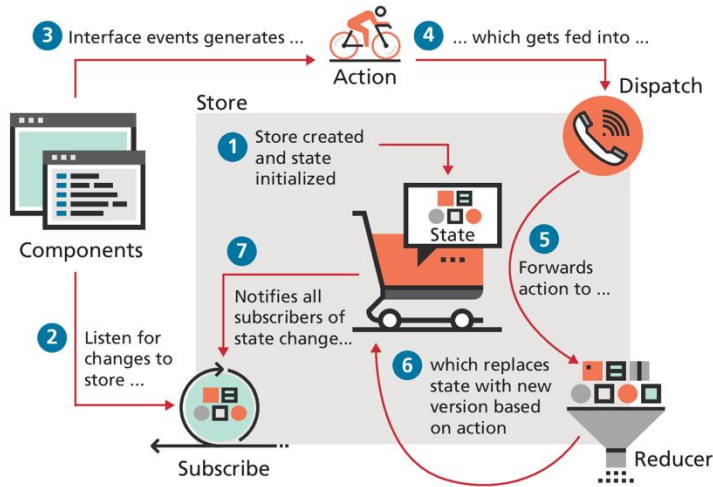 3 Interface events generates ...
Action
4 ... which gets fed into ...
Dispatch
Store
1 Store created
and state
initialized
State
Components
7
Notifies all
subscribers of
state change...
5
Forwards
action to ...
2 Listen for
changes to
store ...
6 which replaces
state with new
version based
on action
Subscribe
Reducer